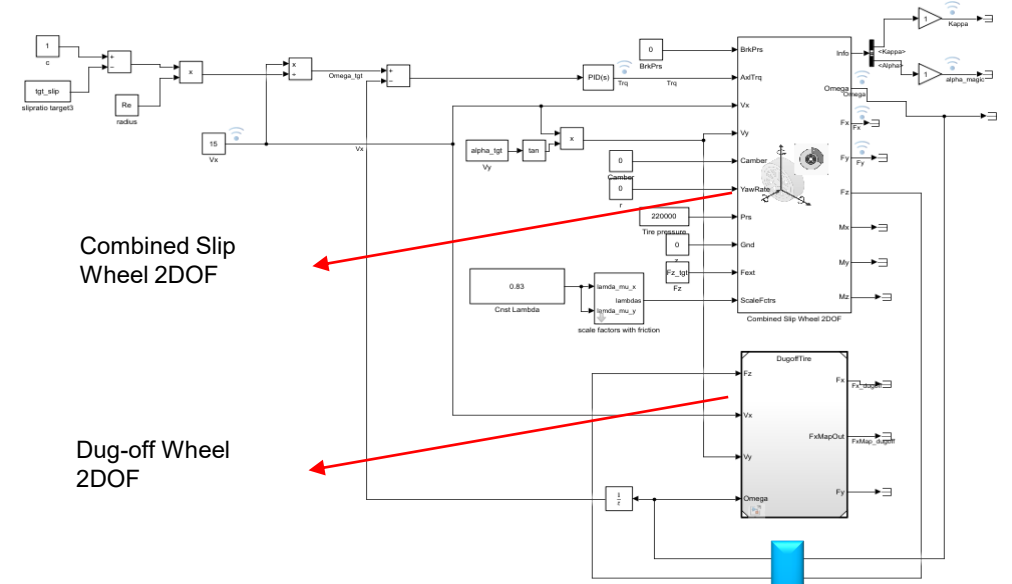 1
c
tgt_slip
slipratio target3
+
−
Re
radius
x
x
÷
Omega_tgt
+
−
PID(s)
Trq
Trq
15
Vx
Vx
alpha_tgt
Vy
tan
x
0
BrkPrs
0
Camber
0
r
220000
Tire pressure
0
Fz_tgt
Fz
0.83
Cnst Lambda
lamda_mu_x
lamda_mu_y
lambdas
scale factors with friction
BrkPrs
AxlTrq
Vx
Vy
Camber
YawRate
Prs
Gnd
Fext
ScaleFctrs
Info
Omega
Fx
Fy
Fz
Mx
My
Mz
Combined Slip Wheel 2DOF
<Kappa>
<Alpha>
1
Kappa
1
alpha_magic
Omega
Fx
Fy
Combined Slip
Wheel 2DOF
Dug-off Wheel
2DOF
DugoffTire
Fz
Vx
Vy
Omega
Fx
FxMapOut
Fy
Fx_dugoff
FxMap_dugoff
1
z